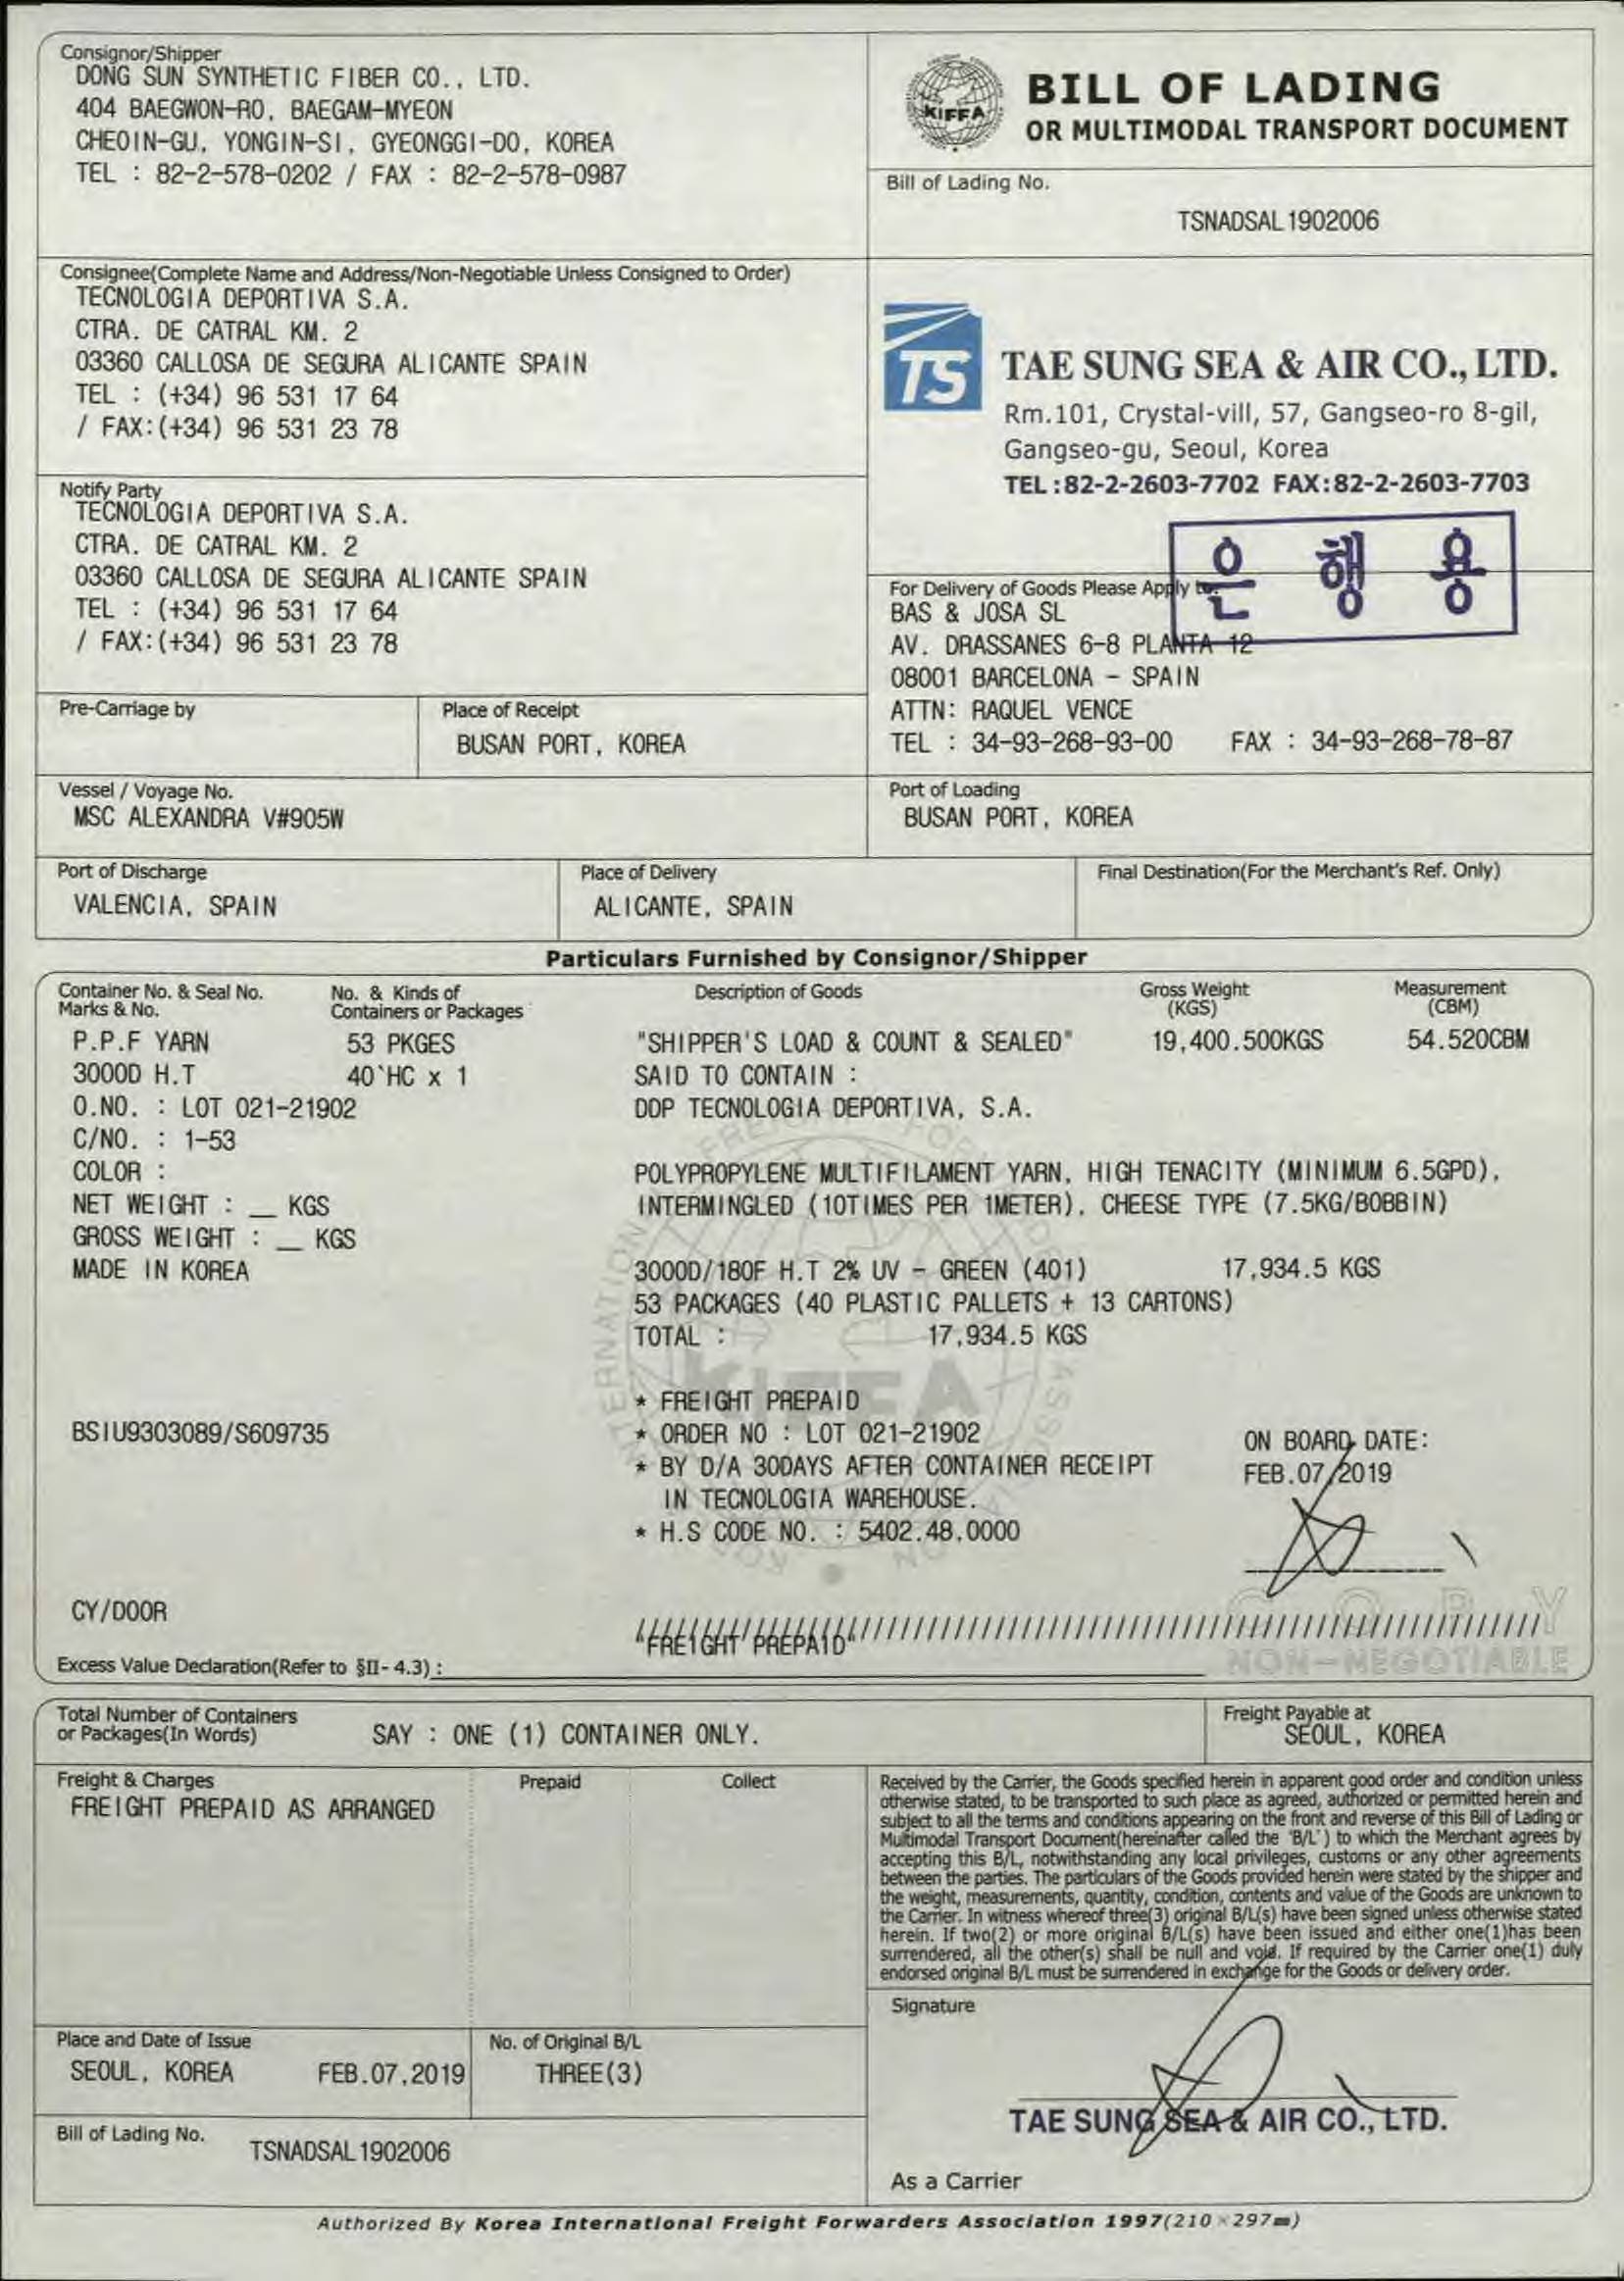 Consignor/Shipper
DONG SUN SYNTHETIC FIBER CO., LTD.
404 BAEGWON-RO, BAEGAM-MYEON
CHEOIN-GU, YONGIN-SI, GYEONGGI-DO, KOREA
TEL : 82-2-578-0202 / FAX : 82-2-578-0987
KIFFA
BILL OF LADING
OR MULTIMODAL TRANSPORT DOCUMENT
Bill of Lading No.
TSNADSAL1902006
Consignee(Complete Name and Address/Non-Negotiable Unless Consigned to Order)
TECNOLOGIA DEPORTIVA S.A.
CTRA. DE CATRAL KM. 2
03360 CALLOSA DE SEGURA ALICANTE SPAIN
TEL : (+34) 96 531 17 64
/ FAX:(+34) 96 531 23 78
TS
TAE SUNG SEA & AIR CO., LTD.
Rm.101, Crystal-vill, 57, Gangseo-ro 8-gil,
Gangseo-gu, Seoul, Korea
TEL:82-2-2603-7702 FAX:82-2-2603-7703
은 행 용
Notify Party
TECNOLOGIA DEPORTIVA S.A.
CTRA. DE CATRAL KM. 2
03360 CALLOSA DE SEGURA ALICANTE SPAIN
TEL : (+34) 96 531 17 64
/ FAX:(+34) 96 531 23 78
For Delivery of Goods Please Apply to:
BAS & JOSA SL
AV. DRASSANES 6-8 PLANTA 12
08001 BARCELONA - SPAIN
ATTN: RAQUEL VENCE
TEL : 34-93-268-93-00 FAX : 34-93-268-78-87
Pre-Carriage by
Place of Receipt
BUSAN PORT, KOREA
Vessel / Voyage No.
MSC ALEXANDRA V#905W
Port of Loading
BUSAN PORT, KOREA
Port of Discharge
VALENCIA, SPAIN
Place of Delivery
ALICANTE, SPAIN
Final Destination(For the Merchant's Ref. Only)
Particulars Furnished by Consignor/Shipper
Container No. & Seal No.
Marks & No.
No. & Kinds of
Containers or Packages
Description of Goods
Gross Weight
(KGS)
Measurement
(CBM)
P.P.F YARN 53 PKGES "SHIPPER'S LOAD & COUNT & SEALED" 19,400.500KGS 54.520CBM
3000D H.T 40`HC x 1 SAID TO CONTAIN :
O.NO. : LOT 021-21902 DDP TECNOLOGIA DEPORTIVA, S.A.
C/NO. : 1-53
COLOR : POLYPROPYLENE MULTIFILAMENT YARN, HIGH TENACITY (MINIMUM 6.5GPD),
NET WEIGHT : __ KGS INTERMINGLED (10TIMES PER 1METER), CHEESE TYPE (7.5KG/BOBBIN)
GROSS WEIGHT : __ KGS
MADE IN KOREA 3000D/180F H.T 2% UV - GREEN (401) 17,934.5 KGS
53 PACKAGES (40 PLASTIC PALLETS + 13 CARTONS)
TOTAL : 17,934.5 KGS
* FREIGHT PREPAID
BSIU9303089/S609735 * ORDER NO : LOT 021-21902 ON BOARD DATE:
* BY D/A 30DAYS AFTER CONTAINER RECEIPT FEB.07,2019
IN TECNOLOGIA WAREHOUSE.
* H.S CODE NO. : 5402.48.0000
KIFFA
CY/DOOR
"FREIGHT PREPAID"
COPY
NON-NEGOTIABLE
Excess Value Declaration(Refer to §II- 4.3) :
Total Number of Containers
or Packages(In Words)
SAY : ONE (1) CONTAINER ONLY.
Freight Payable at
SEOUL, KOREA
Freight & Charges Prepaid Collect
FREIGHT PREPAID AS ARRANGED
Received by the Carrier, the Goods specified herein in apparent good order and condition unless
otherwise stated, to be transported to such place as agreed, authorized or permitted herein and
subject to all the terms and conditions appearing on the front and reverse of this Bill of Lading or
Multimodal Transport Document(hereinafter called the 'B/L') to which the Merchant agrees by
accepting this B/L, notwithstanding any local privileges, customs or any other agreements
between the parties. The particulars of the Goods provided herein were stated by the shipper and
the weight, measurements, quantity, condition, contents and value of the Goods are unknown to
the Carrier. In witness whereof three(3) original B/L(s) have been signed unless otherwise stated
herein. If two(2) or more original B/L(s) have been issued and either one(1)has been
surrendered, all the other(s) shall be null and void. If required by the Carrier one(1) duly
endorsed original B/L must be surrendered in exchange for the Goods or delivery order.
Signature
Place and Date of Issue
SEOUL, KOREA FEB.07,2019
No. of Original B/L
THREE(3)
TAE SUNG SEA & AIR CO., LTD.
Bill of Lading No.
TSNADSAL1902006
As a Carrier
Authorized By Korea International Freight Forwarders Association 1997(210×297㎜)